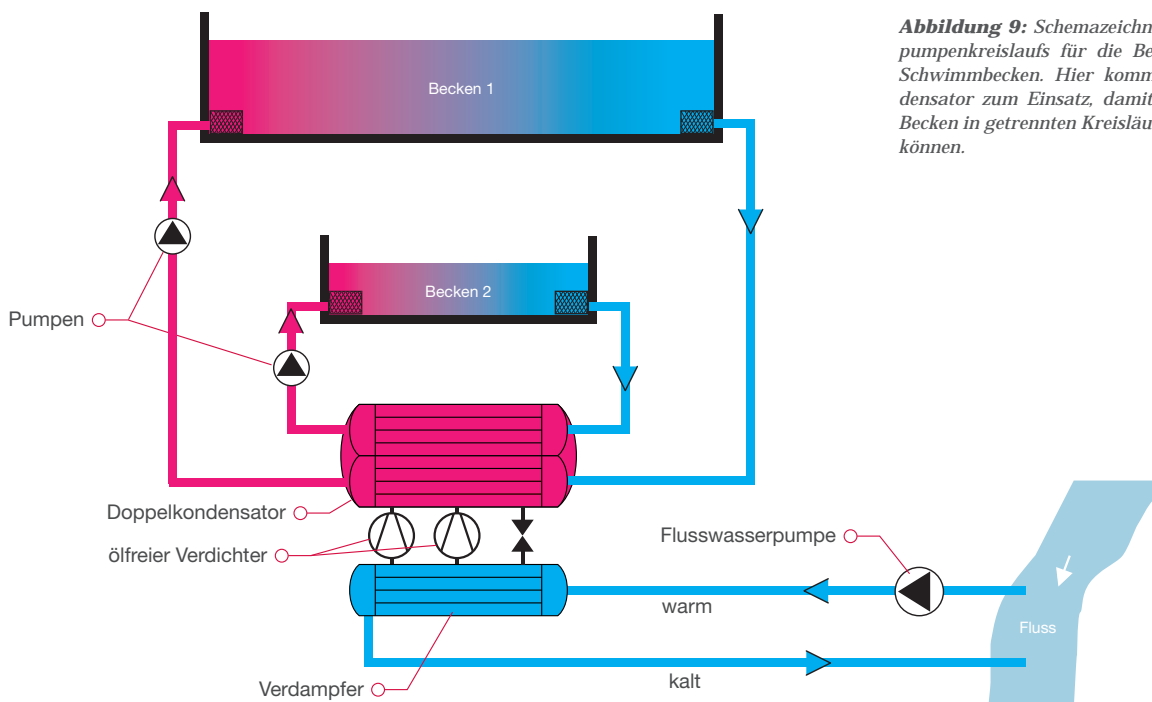 Abbildung 9: Schemazeichn
pumpenkreislaufs für die Be
Schwimmbecken. Hier komm
densator zum Einsatz, damit
Becken in getrennten Kreisläu
können.
Becken 1
Becken 2
Pumpen
Doppelkondensator
ölfreier Verdichter
Flusswasserpumpe
warm
Fluss
kalt
Verdampfer